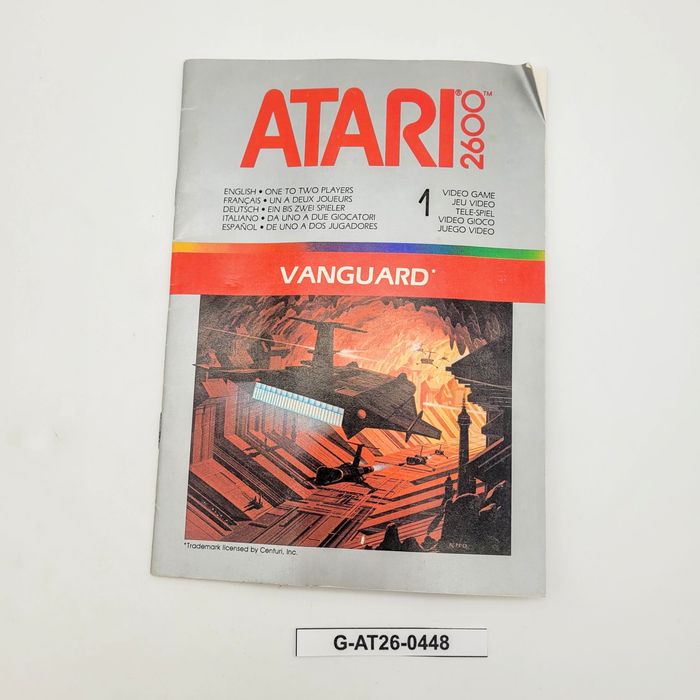 ATARI® 2600™
ENGLISH • ONE TO TWO PLAYERS
FRANÇAIS • UN A DEUX JOUEURS
DEUTSCH • EIN BIS ZWEI SPIELER
ITALIANO • DA UNO A DUE GIOCATORI
ESPAÑOL • DE UNO A DOS JUGADORES
1
VIDEO GAME
JEU VIDEO
TELE-SPIEL
VIDEO GIOCO
JUEGO VIDEO
VANGUARD*
*Trademark licensed by Centuri, Inc.
G-AT26-0448